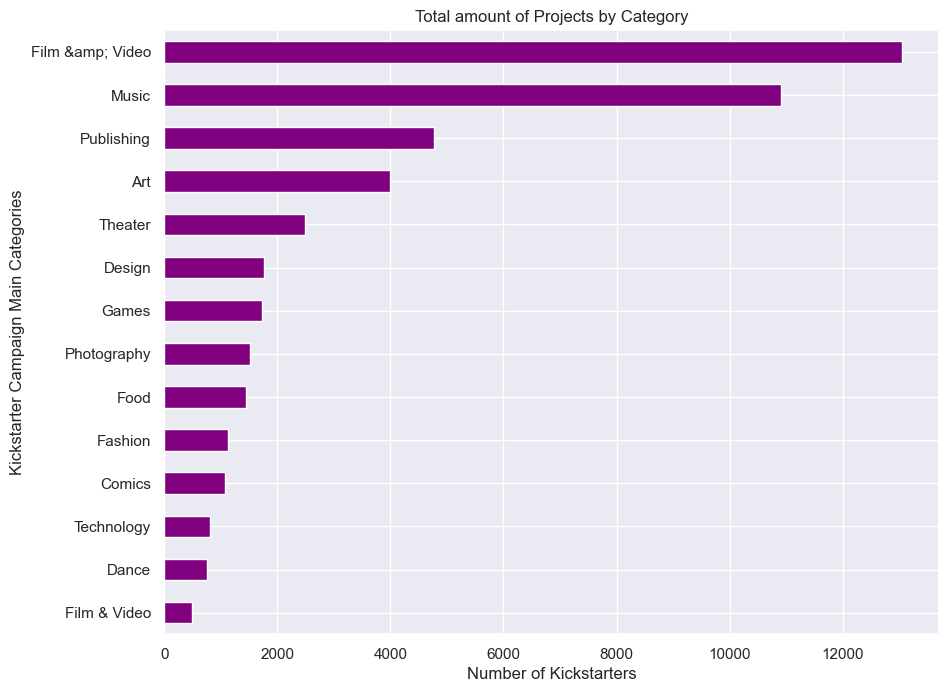 Total amount of Projects by Category
Kickstarter Campaign Main Categories
Film &amp;amp; Video
Music
Publishing
Art
Theater
Design
Games
Photography
Food
Fashion
Comics
Technology
Dance
Film & Video
0 2000 4000 6000 8000 10000 12000
Number of Kickstarters